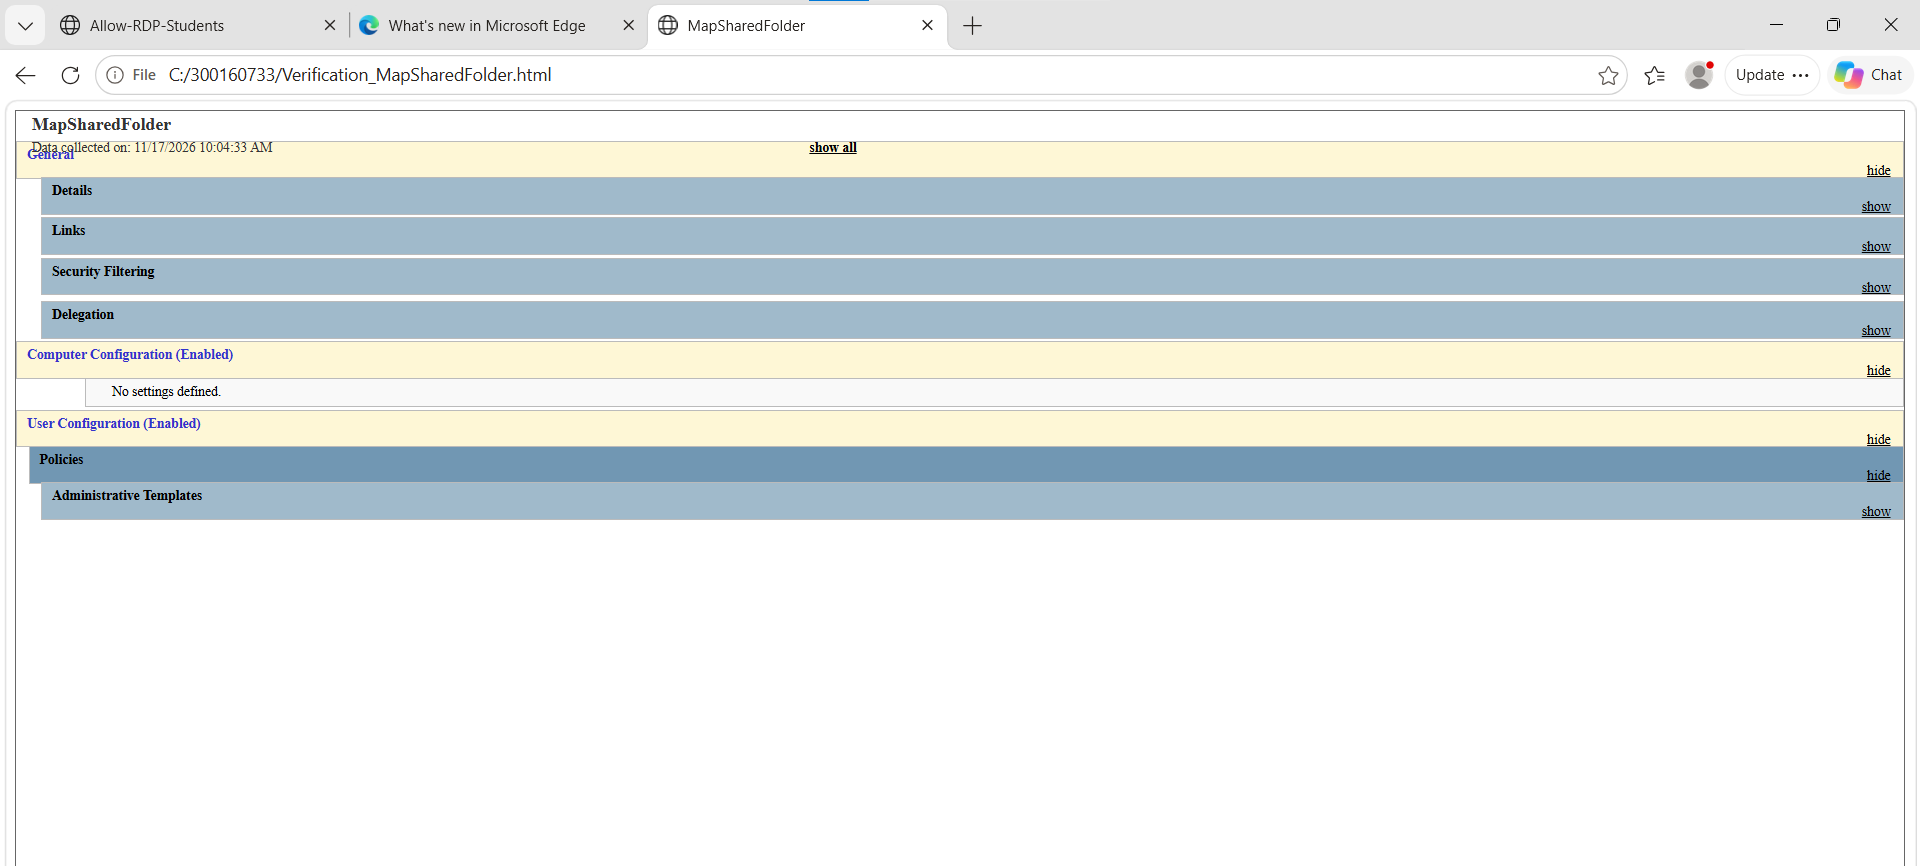 Allow-RDP-Students
What's new in Microsoft Edge
MapSharedFolder
File C:/300160733/Verification_MapSharedFolder.html
Update
Chat
MapSharedFolder
Data collected on: 11/17/2026 10:04:33 AM
show all
General
hide
Details
show
Links
show
Security Filtering
show
Delegation
show
Computer Configuration (Enabled)
hide
No settings defined.
User Configuration (Enabled)
hide
Policies
hide
Administrative Templates
show